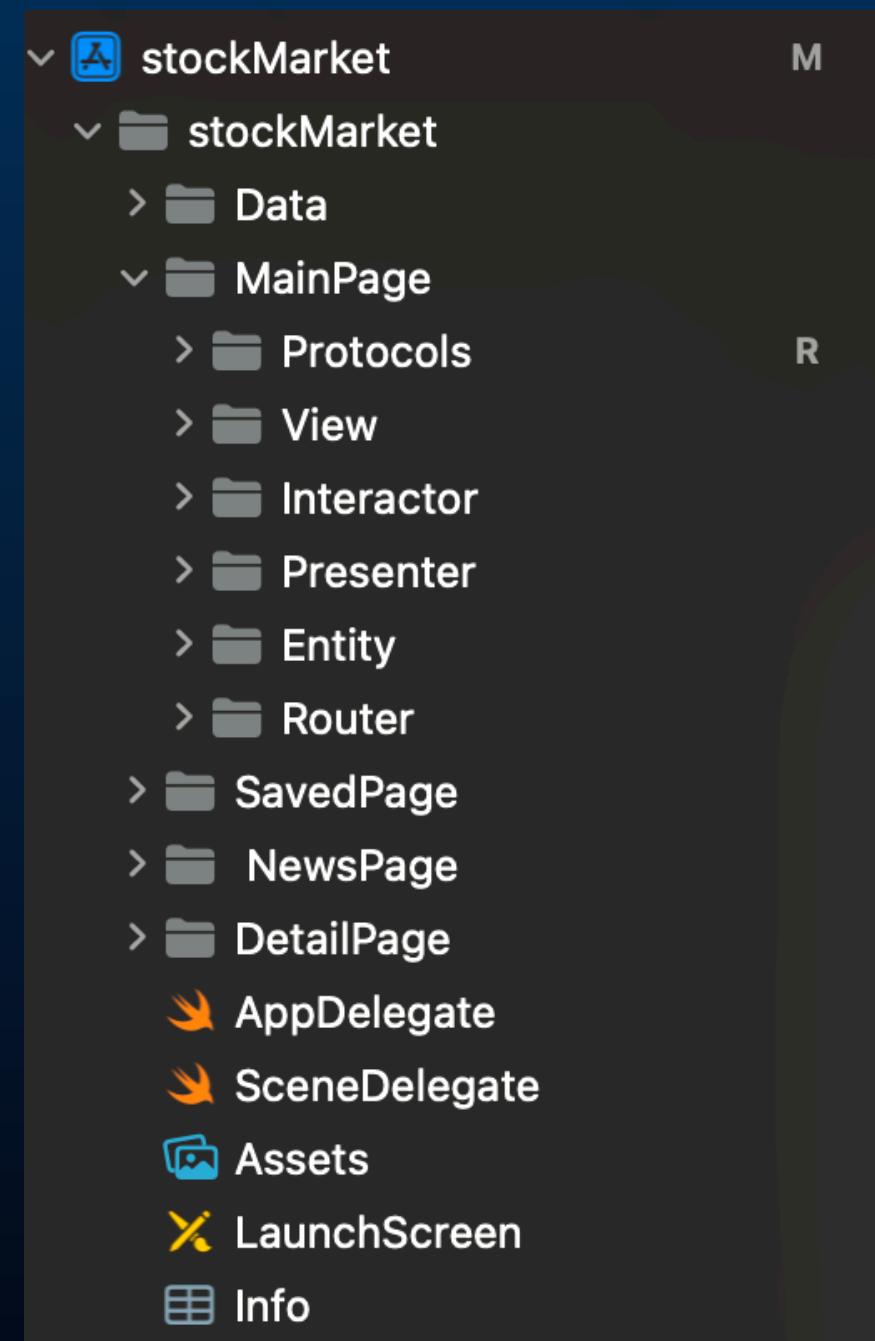 stockMarket M
stockMarket
Data
MainPage
Protocols R
View
Interactor
Presenter
Entity
Router
SavedPage
NewsPage
DetailPage
AppDelegate
SceneDelegate
Assets
LaunchScreen
Info